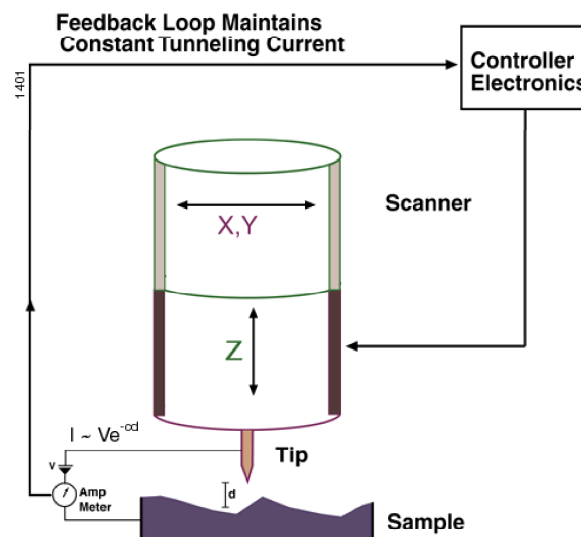 Feedback Loop Maintains
Constant Tunneling Current
Controller
Electronics
1401
X,Y
Scanner
Z
I ~ Ve^-cd
V
Tip
Amp
Meter
d
Sample